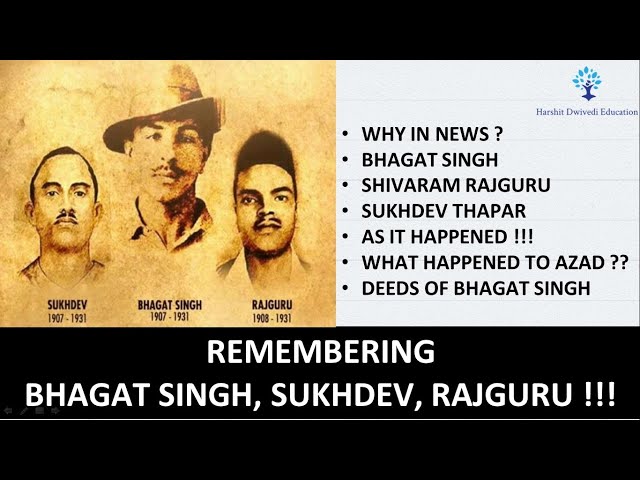 Harshit Dwivedi Education
• WHY IN NEWS ?
• BHAGAT SINGH
• SHIVARAM RAJGURU
• SUKHDEV THAPAR
• AS IT HAPPENED !!!
• WHAT HAPPENED TO AZAD ??
• DEEDS OF BHAGAT SINGH
SUKHDEV
1907 - 1931
BHAGAT SINGH
1907 - 1931
RAJGURU
1908 - 1931
REMEMBERING
BHAGAT SINGH, SUKHDEV, RAJGURU !!!